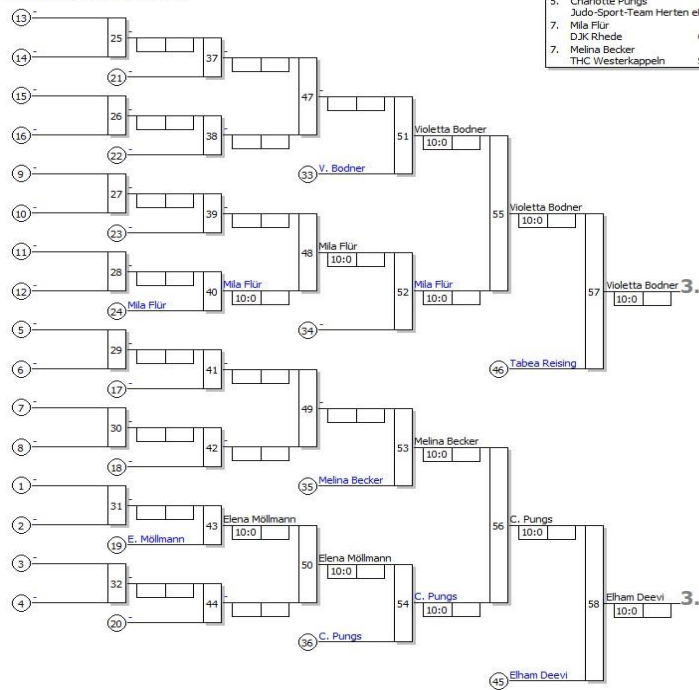 5. Charlotte Pungs
Judo-Sport-Team Herten
7. Mila Flür
DJK Rhede
7. Melina Becker
THC Westerkappeln
13 -
25 -
14 -
21 -
37 -
15 -
26 -
16 -
22 -
38 -
47 -
33 V. Bodner
51 Violetta Bodner
10:0
9 -
27 -
10 -
23 -
39 -
11 -
28 -
12 -
24 Mila Flür
40 Mila Flür
10:0
48 Mila Flür
10:0
34 -
52 Mila Flür
10:0
55 Violetta Bodner
10:0
46 Tabea Reising
57 Violetta Bodner 3.
10:0
5 -
29 -
6 -
17 -
41 -
7 -
30 -
8 -
18 -
42 -
49 -
35 Melina Becker
53 Melina Becker
10:0
1 -
31 -
2 -
19 E. Möllmann
43 Elena Möllmann
10:0
3 -
32 -
4 -
20 -
44 -
50 Elena Möllmann
10:0
36 C. Pungs
54 C. Pungs
10:0
56 C. Pungs
10:0
45 Elham Deevi
58 Elham Deevi 3.
10:0